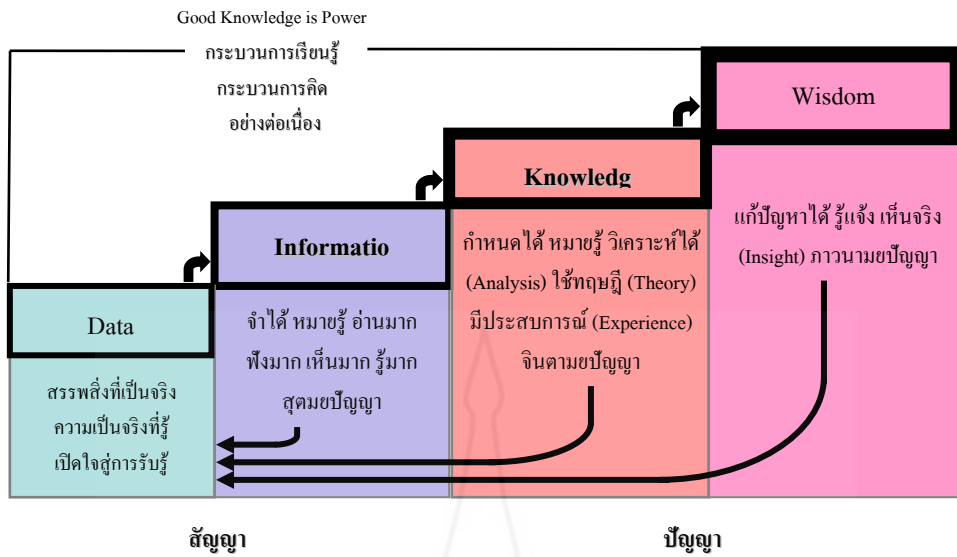 Good Knowledge is Power
กระบวนการเรียนรู้
กระบวนการคิด
อย่างต่อเนื่อง
Wisdom
แก้ปัญหาได้ รู้แจ้ง เห็นจริง
(Insight) ภาวนามขปัญญา
Knowledg
กำหนดได้ หมายรู้ วิเคราะห์ได้
(Analysis) ใช้ทฤษฎี (Theory)
มีประสบการณ์ (Experience)
จินตามขปัญญา
Informatio
จำได้ หมายรู้ อ่านมาก
ฟังมาก เห็นมาก รู้มาก
สุตมขปัญญา
Data
สรรพสิ่งที่เป็นจริง
ความเป็นจริงที่รู้
เปิดใจสู่การรับรู้
สัญญา
ปัญญา